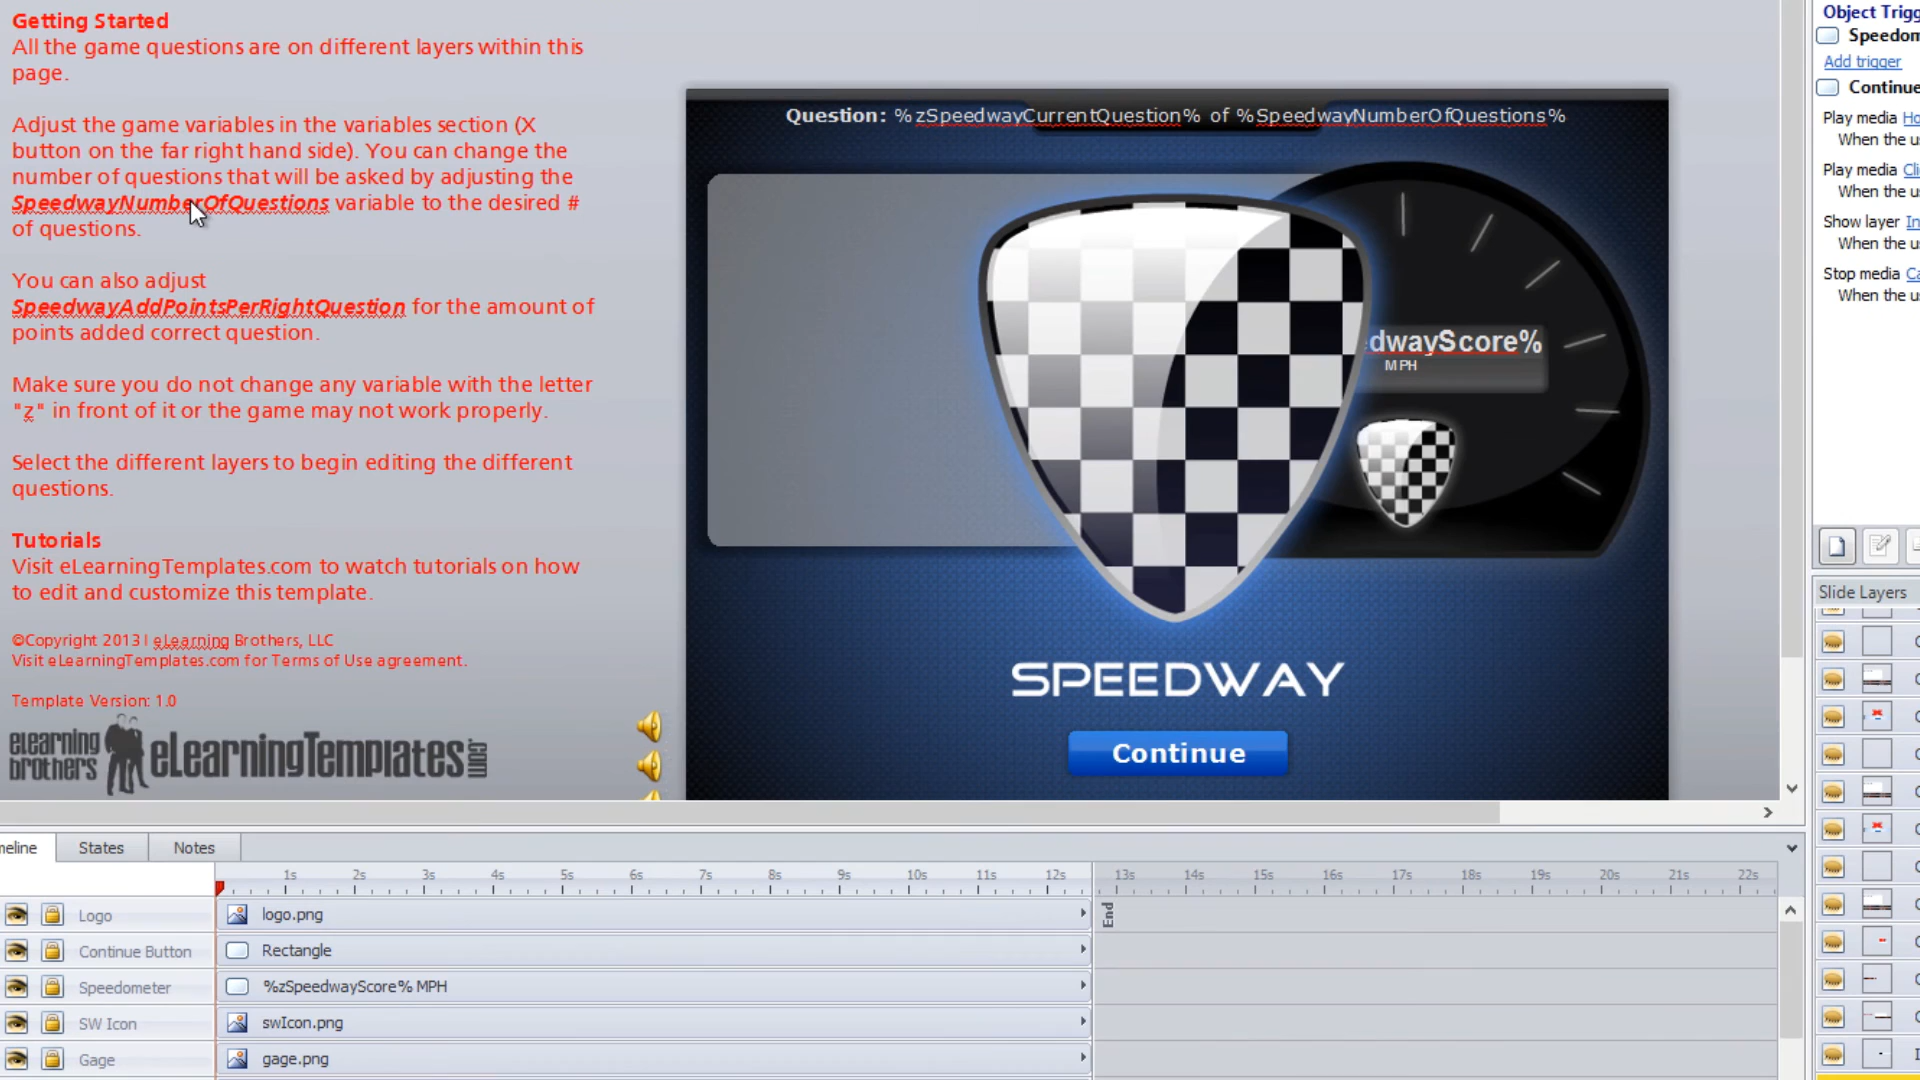 Getting Started
All the game questions are on different layers within this
page.
Adjust the game variables in the variables section (X
button on the far right hand side). You can change the
number of questions that will be asked by adjusting the
SpeedwayNumberOfQuestions variable to the desired #
of questions.
You can also adjust
SpeedwayAddPointsPerRightQuestion for the amount of
points added correct question.
Make sure you do not change any variable with the letter
"z" in front of it or the game may not work properly.
Select the different layers to begin editing the different
questions.
Tutorials
Visit eLearningTemplates.com to watch tutorials on how
to edit and customize this template.
©Copyright 2013 | eLearning Brothers, LLC
Visit eLearningTemplates.com for Terms of Use agreement.
Template Version: 1.0
elearning
brothers
eLearningTemplates.com
Question: %zSpeedwayCurrentQuestion% of %SpeedwayNumberOfQuestions%
dwayScore%
MPH
SPEEDWAY
Continue
Object Trigg
Speedom
Add trigger
Continue
Play media Ho
When the us
Play media Cli
When the us
Show layer In
When the us
Stop media Ca
When the us
Slide Layers
meline
States
Notes
1s 2s 3s 4s 5s 6s 7s 8s 9s 10s 11s 12s 13s 14s 15s 16s 17s 18s 19s 20s 21s 22s
Logo
logo.png
End
Continue Button
Rectangle
Speedometer
%zSpeedwayScore% MPH
SW Icon
swIcon.png
Gage
gage.png